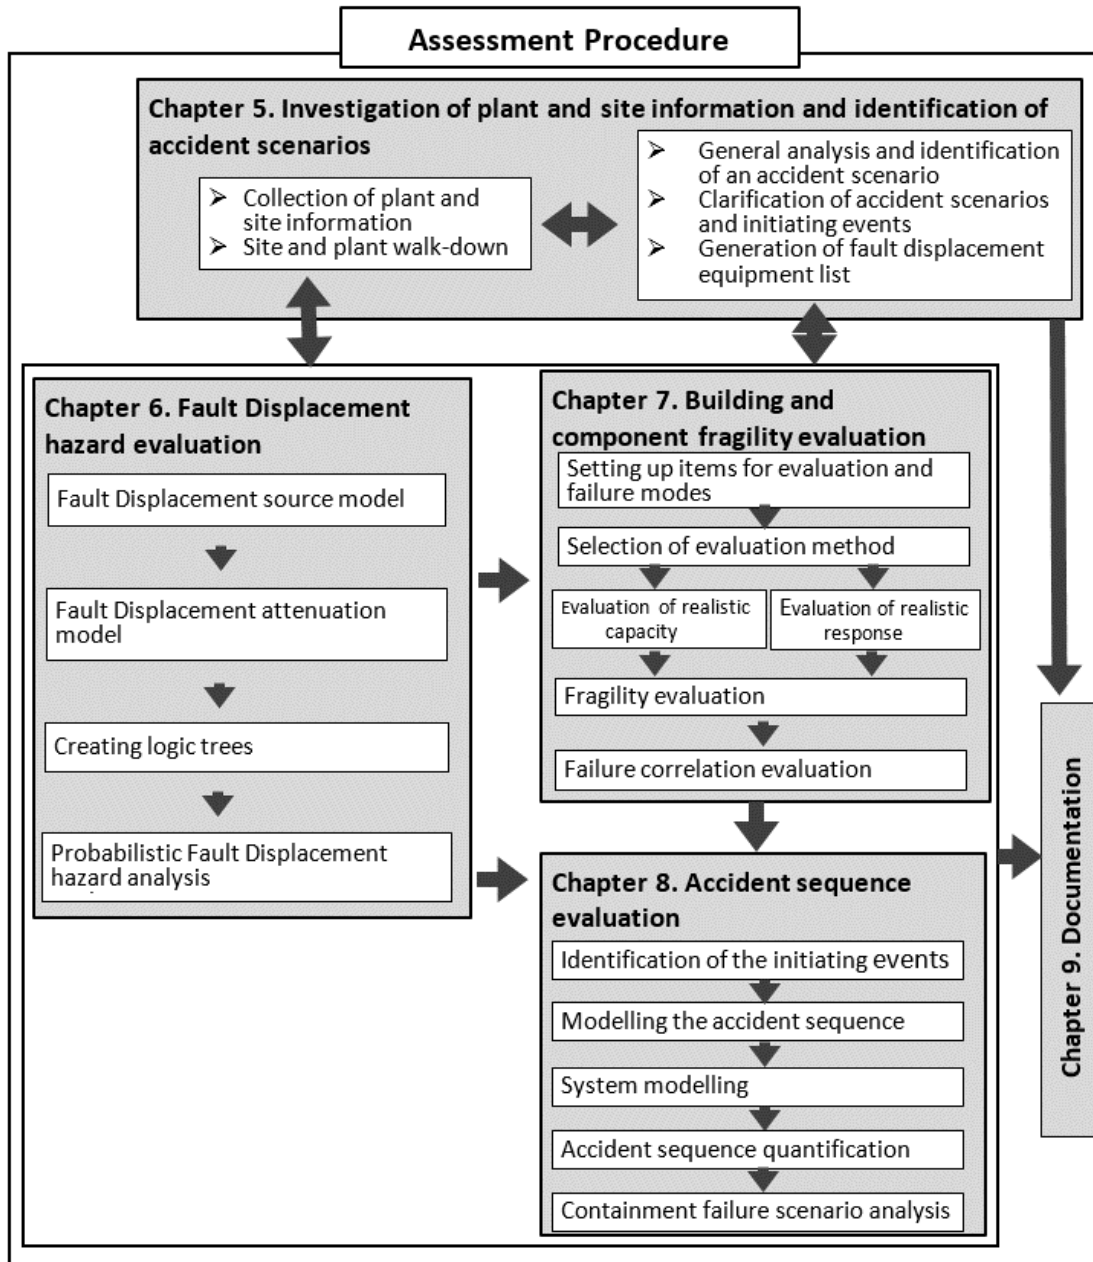 Assessment Procedure
Chapter 5. Investigation of plant and site information and identification of
accident scenarios
➢ Collection of plant and
site information
➢ Site and plant walk-down
➢ General analysis and identification
of an accident scenario
➢ Clarification of accident scenarios
and initiating events
➢ Generation of fault displacement
equipment list
Chapter 6. Fault Displacement
hazard evaluation
Fault Displacement source model
Fault Displacement attenuation
model
Creating logic trees
Probabilistic Fault Displacement
hazard analysis
Chapter 7. Building and
component fragility evaluation
Setting up items for evaluation and
failure modes
Selection of evaluation method
Evaluation of realistic
capacity
Evaluation of realistic
response
Fragility evaluation
Failure correlation evaluation
Chapter 8. Accident sequence
evaluation
Identification of the initiating events
Modelling the accident sequence
System modelling
Accident sequence quantification
Containment failure scenario analysis
Chapter 9. Documentation